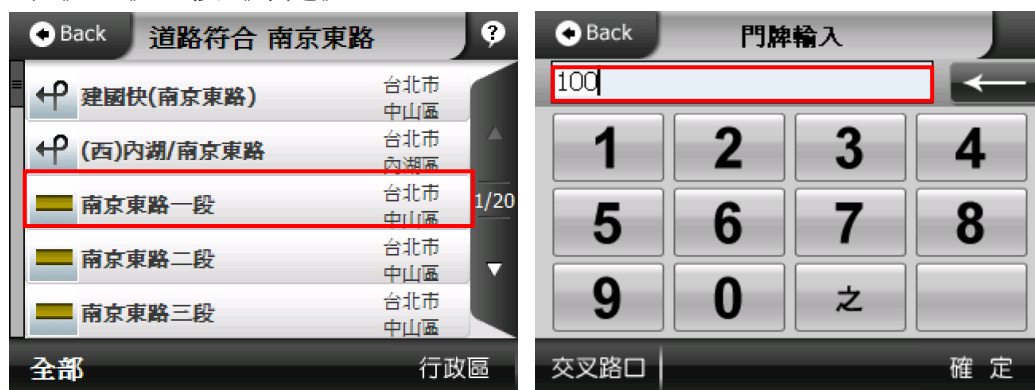 Back 道路符合 南京東路 ?
建國快(南京東路) 台北市
中山區
(西)內湖/南京東路 台北市
內湖區
南京東路一段 台北市
中山區
1/20
南京東路二段 台北市
中山區
南京東路三段 台北市
中山區
全部 行政區
Back 門牌輸入
100
1 2 3 4
5 6 7 8
9 0 之
交叉路口 確 定